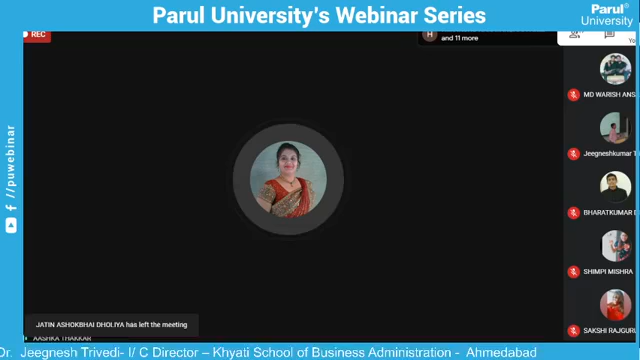 Parul University's Webinar Series
Parul®
University
REC
H
and 11 more
Yo
MD WARISH ANS
Jeegneshkumar T
BHARATKUMAR D
SHIMPI MISHRA
SAKSHI RAJGURU
/puwebinar
JATIN ASHOKBHAI DHOLIYA has left the meeting
AASHKA THAKKAR
Dr. Jeegnesh Trivedi- I/ C Director – Khyati School of Business Administration - Ahmedabad